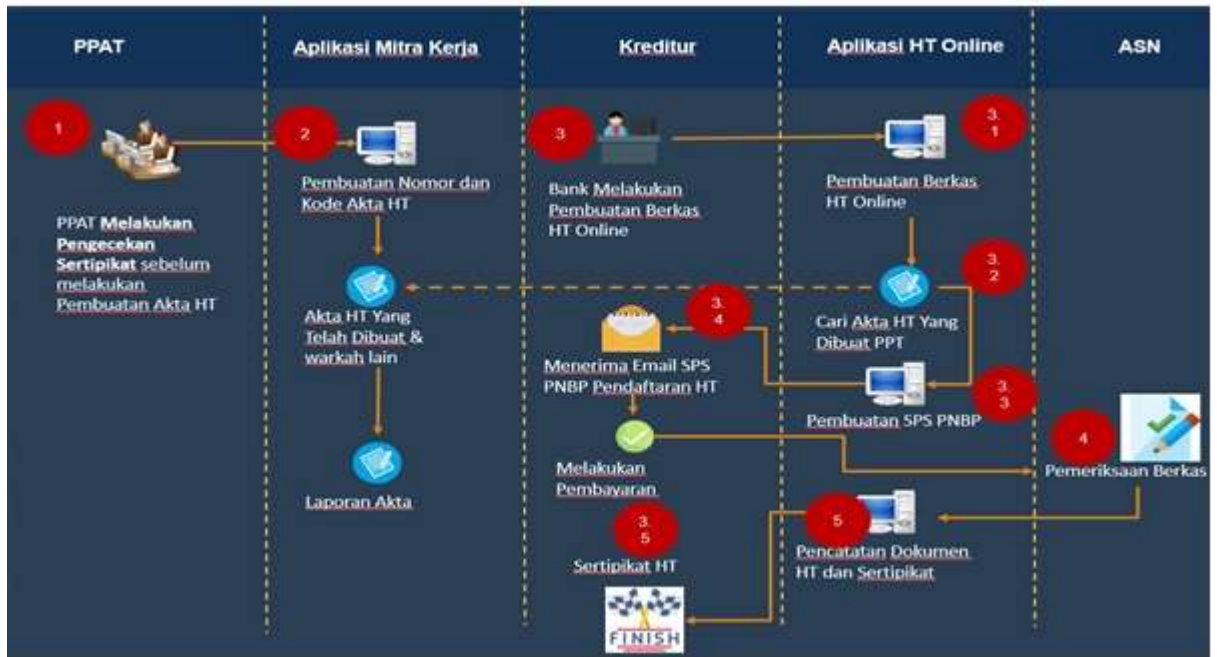 PPAT
Aplikasi Mitra Kerja
Kreditur
Aplikasi HT Online
ASN
1
PPAT Melakukan
Pengecekan
Sertipikat sebelum
melakukan
Pembuatan Akta HT
2
Pembuatan Nomor dan
Kode Akta HT
Akta HT Yang
Telah Dibuat &
warkah lain
Laporan Akta
3
Bank Melakukan
Pembuatan Berkas
HT Online
3.
4
Menerima Email SPS
PNBP Pendaftaran HT
Melakukan
Pembayaran
3.
5
Sertipikat HT
FINISH
3.
1
Pembuatan Berkas
HT Online
3.
2
Cari Akta HT Yang
Dibuat PPT
3.
3
Pembuatan SPS PNBP
5
Pencatatan Dokumen
HT dan Sertipikat
4
Pemeriksaan Berkas